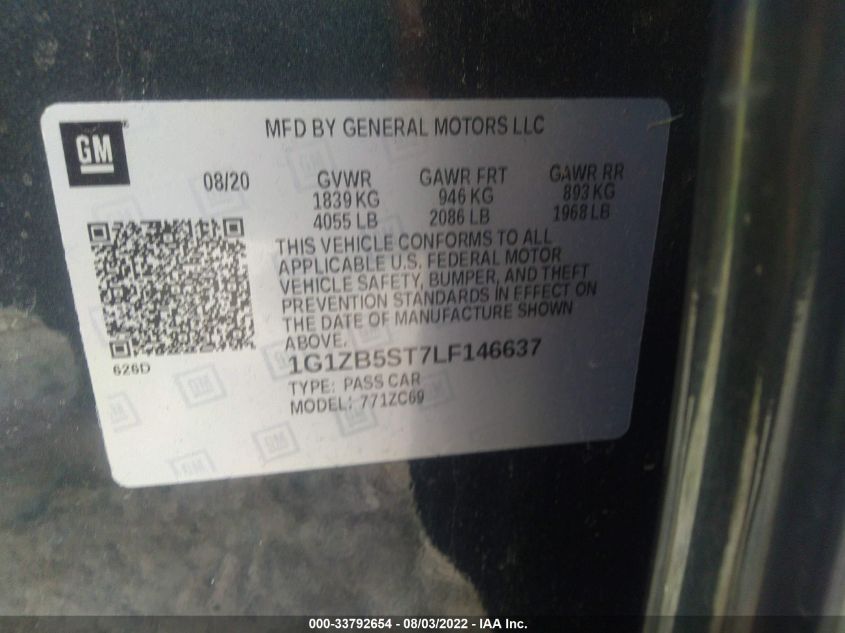 GM
MFD BY GENERAL MOTORS LLC
08/20 GVWR GAWR FRT GAWR RR
1839 KG 946 KG 893 KG
4055 LB 2086 LB 1968 LB
THIS VEHICLE CONFORMS TO ALL
APPLICABLE U.S. FEDERAL MOTOR
VEHICLE SAFETY, BUMPER, AND THEFT
PREVENTION STANDARDS IN EFFECT ON
THE DATE OF MANUFACTURE SHOWN
ABOVE.
626D
1G1ZB5ST7LF146637
TYPE: PASS CAR
MODEL: 771ZC69
000-33792654 - 08/03/2022 - IAA Inc.